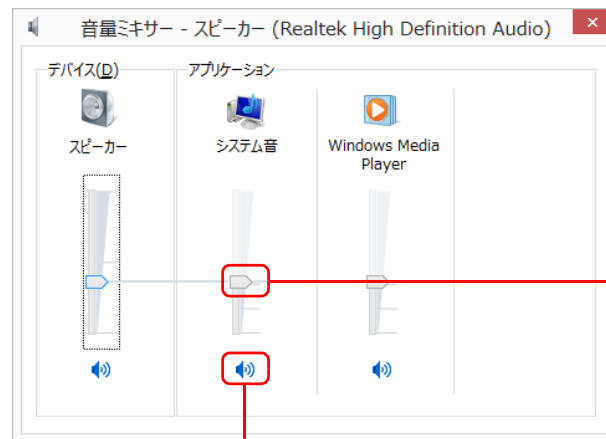 音量ミキサー - スピーカー (Realtek High Definition Audio)
デバイス(D)
アプリケーション
スピーカー
システム音
Windows Media
Player